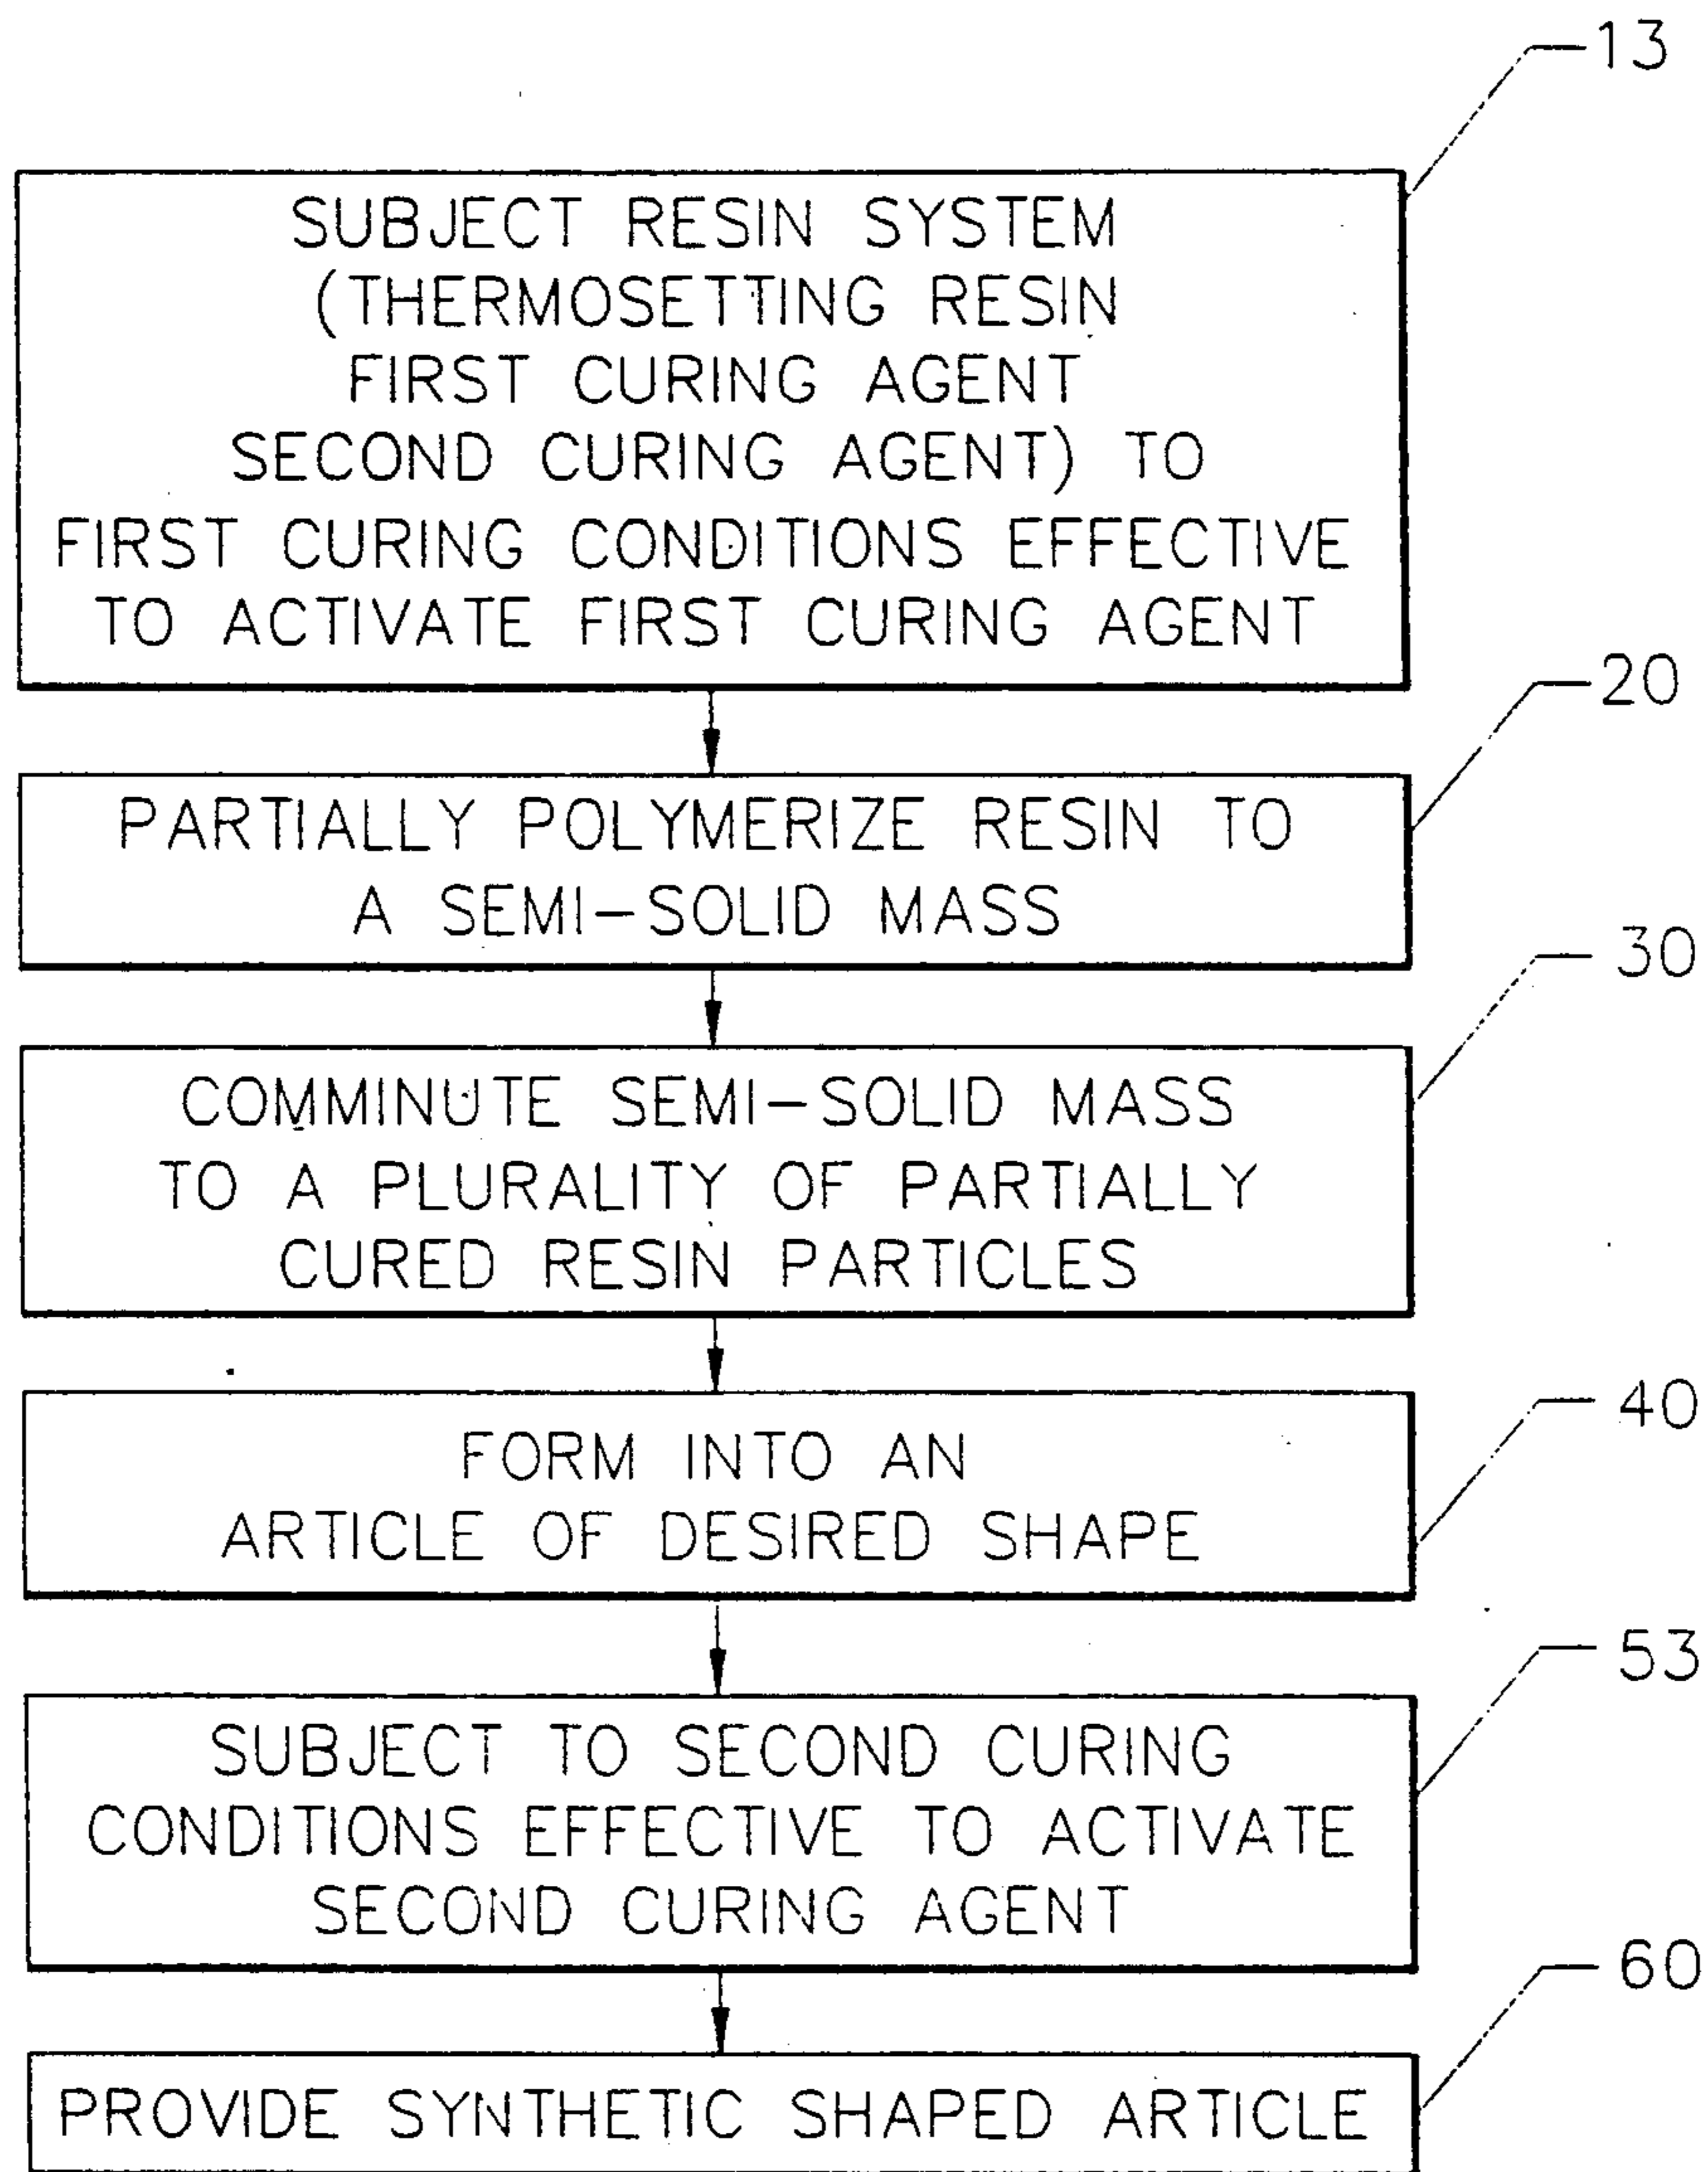 13
SUBJECT RESIN SYSTEM
(THERMOSETTING RESIN
FIRST CURING AGENT
SECOND CURING AGENT) TO
FIRST CURING CONDITIONS EFFECTIVE
TO ACTIVATE FIRST CURING AGENT
20
PARTIALLY POLYMERIZE RESIN TO
A SEMI-SOLID MASS
30
COMMINUTE SEMI-SOLID MASS
TO A PLURALITY OF PARTIALLY
CURED RESIN PARTICLES
40
FORM INTO AN
ARTICLE OF DESIRED SHAPE
53
SUBJECT TO SECOND CURING
CONDITIONS EFFECTIVE TO ACTIVATE
SECOND CURING AGENT
60
PROVIDE SYNTHETIC SHAPED ARTICLE